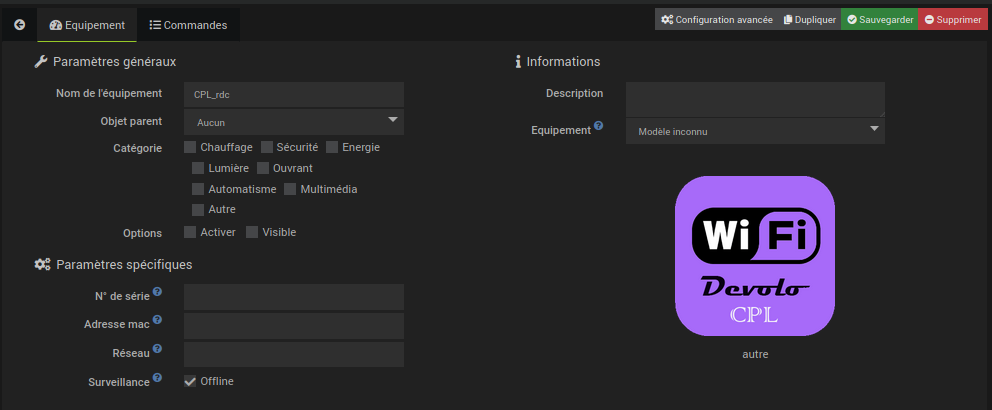 Equipement
Commandes
Configuration avancée
Dupliquer
Sauvegarder
Supprimer
Paramètres généraux
Nom de l'équipement
CPL_rdc
Objet parent
Aucun
Catégorie
Chauffage
Sécurité
Energie
Lumière
Ouvrant
Automatisme
Multimédia
Autre
Options
Activer
Visible
Paramètres spécifiques
N° de série
Adresse mac
Réseau
Surveillance
Offline
Informations
Description
Equipement
Modèle inconnu
WiFi
Devolo
CPL
autre